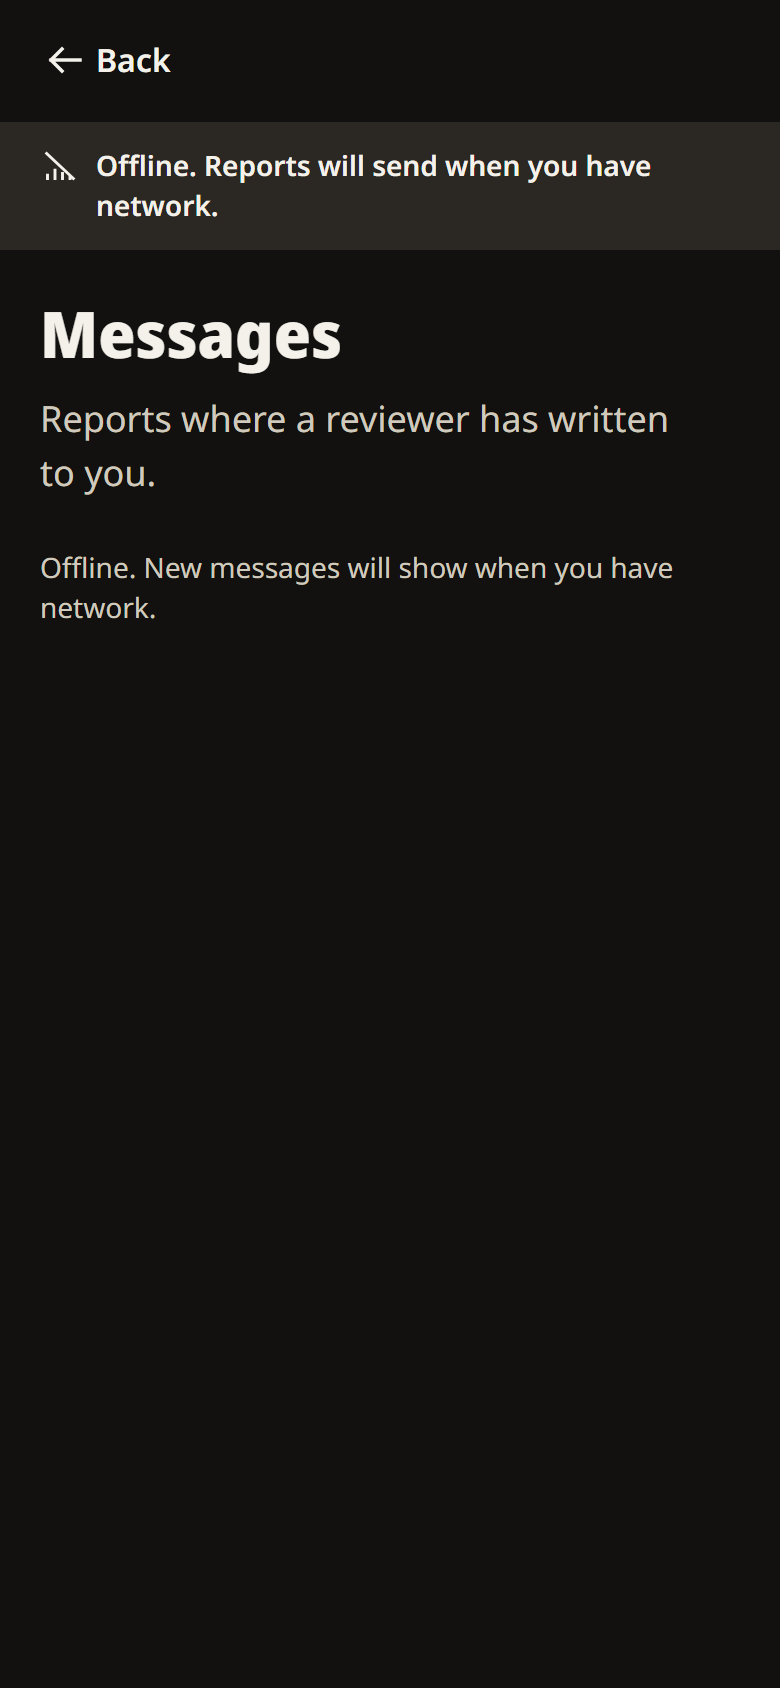 Back
Offline. Reports will send when you have
network.
Messages
Reports where a reviewer has written
to you.
Offline. New messages will show when you have
network.